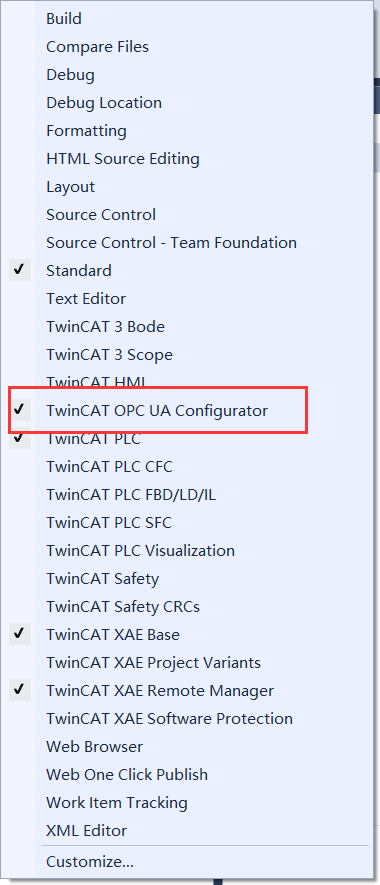 Build
Compare Files
Debug
Debug Location
Formatting
HTML Source Editing
Layout
Source Control
Source Control - Team Foundation
Standard
Text Editor
TwinCAT 3 Bode
TwinCAT 3 Scope
TwinCAT HMI
TwinCAT OPC UA Configurator
TwinCAT PLC
TwinCAT PLC CFC
TwinCAT PLC FBD/LD/IL
TwinCAT PLC SFC
TwinCAT PLC Visualization
TwinCAT Safety
TwinCAT Safety CRCs
TwinCAT XAE Base
TwinCAT XAE Project Variants
TwinCAT XAE Remote Manager
TwinCAT XAE Software Protection
Web Browser
Web One Click Publish
Work Item Tracking
XML Editor
Customize...